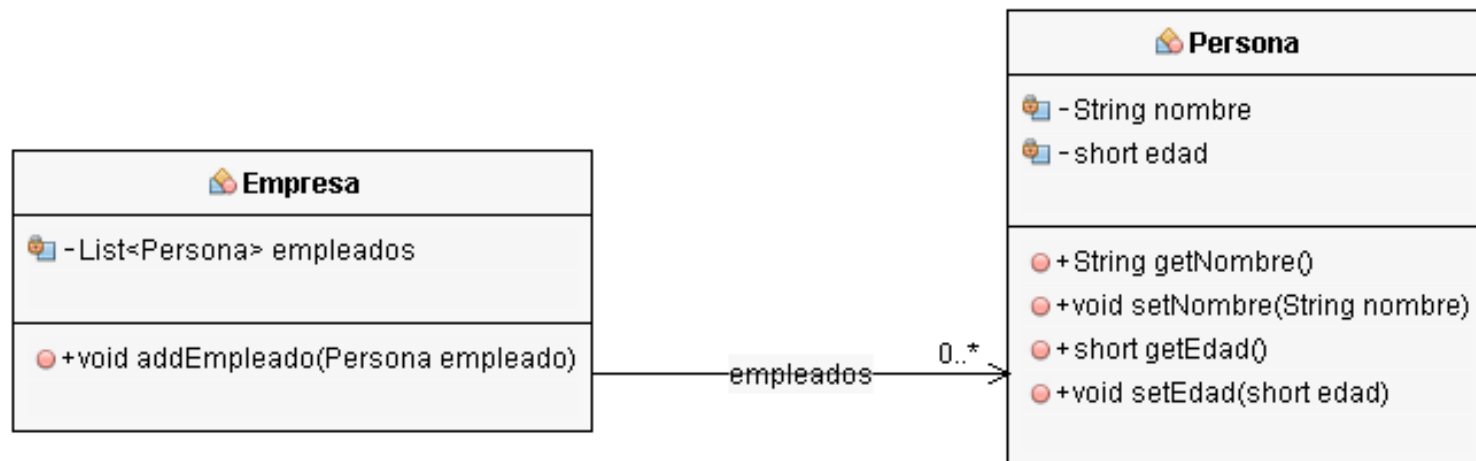 Empresa
-List<Persona> empleados
+void addEmpleado(Persona empleado)
empleados
0..*
Persona
-String nombre
-short edad
+String getNombre()
+void setNombre(String nombre)
+short getEdad()
+void setEdad(short edad)